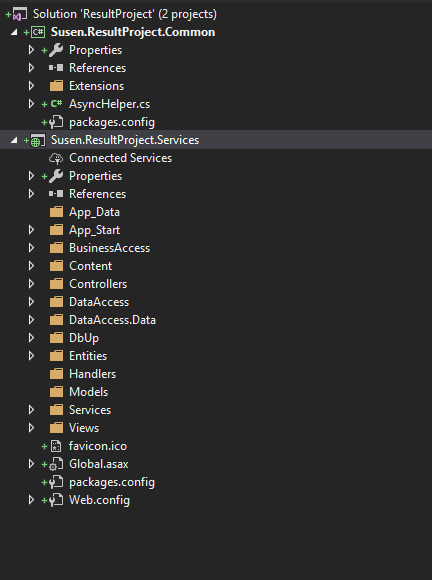 Solution 'ResultProject' (2 projects)
C# Susen.ResultProject.Common
Properties
References
Extensions
C# AsyncHelper.cs
packages.config
Susen.ResultProject.Services
Connected Services
Properties
References
App_Data
App_Start
BusinessAccess
Content
Controllers
DataAccess
DataAccess.Data
DbUp
Entities
Handlers
Models
Services
Views
favicon.ico
Global.asax
packages.config
Web.config